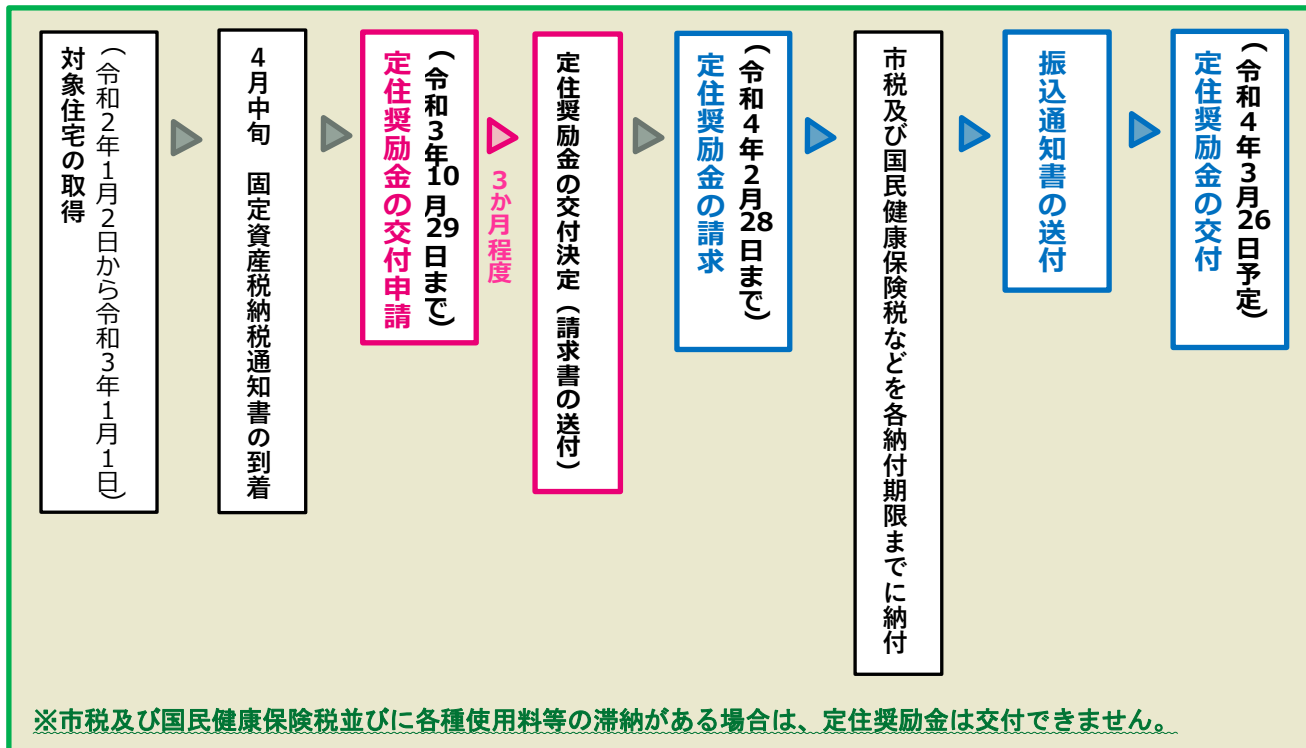 対象住宅の取得
（令和２年１月２日から令和３年１月１日）
４月中旬　固定資産税納税通知書の到着
定住奨励金の交付申請
（令和３年10月29日まで）
３か月程度
定住奨励金の交付決定（請求書の送付）
定住奨励金の請求
（令和４年２月28日まで）
市税及び国民健康保険税などを各納付期限までに納付
振込通知書の送付
定住奨励金の交付
（令和４年３月26日予定）
※市税及び国民健康保険税並びに各種使用料等の滞納がある場合は、定住奨励金は交付できません。